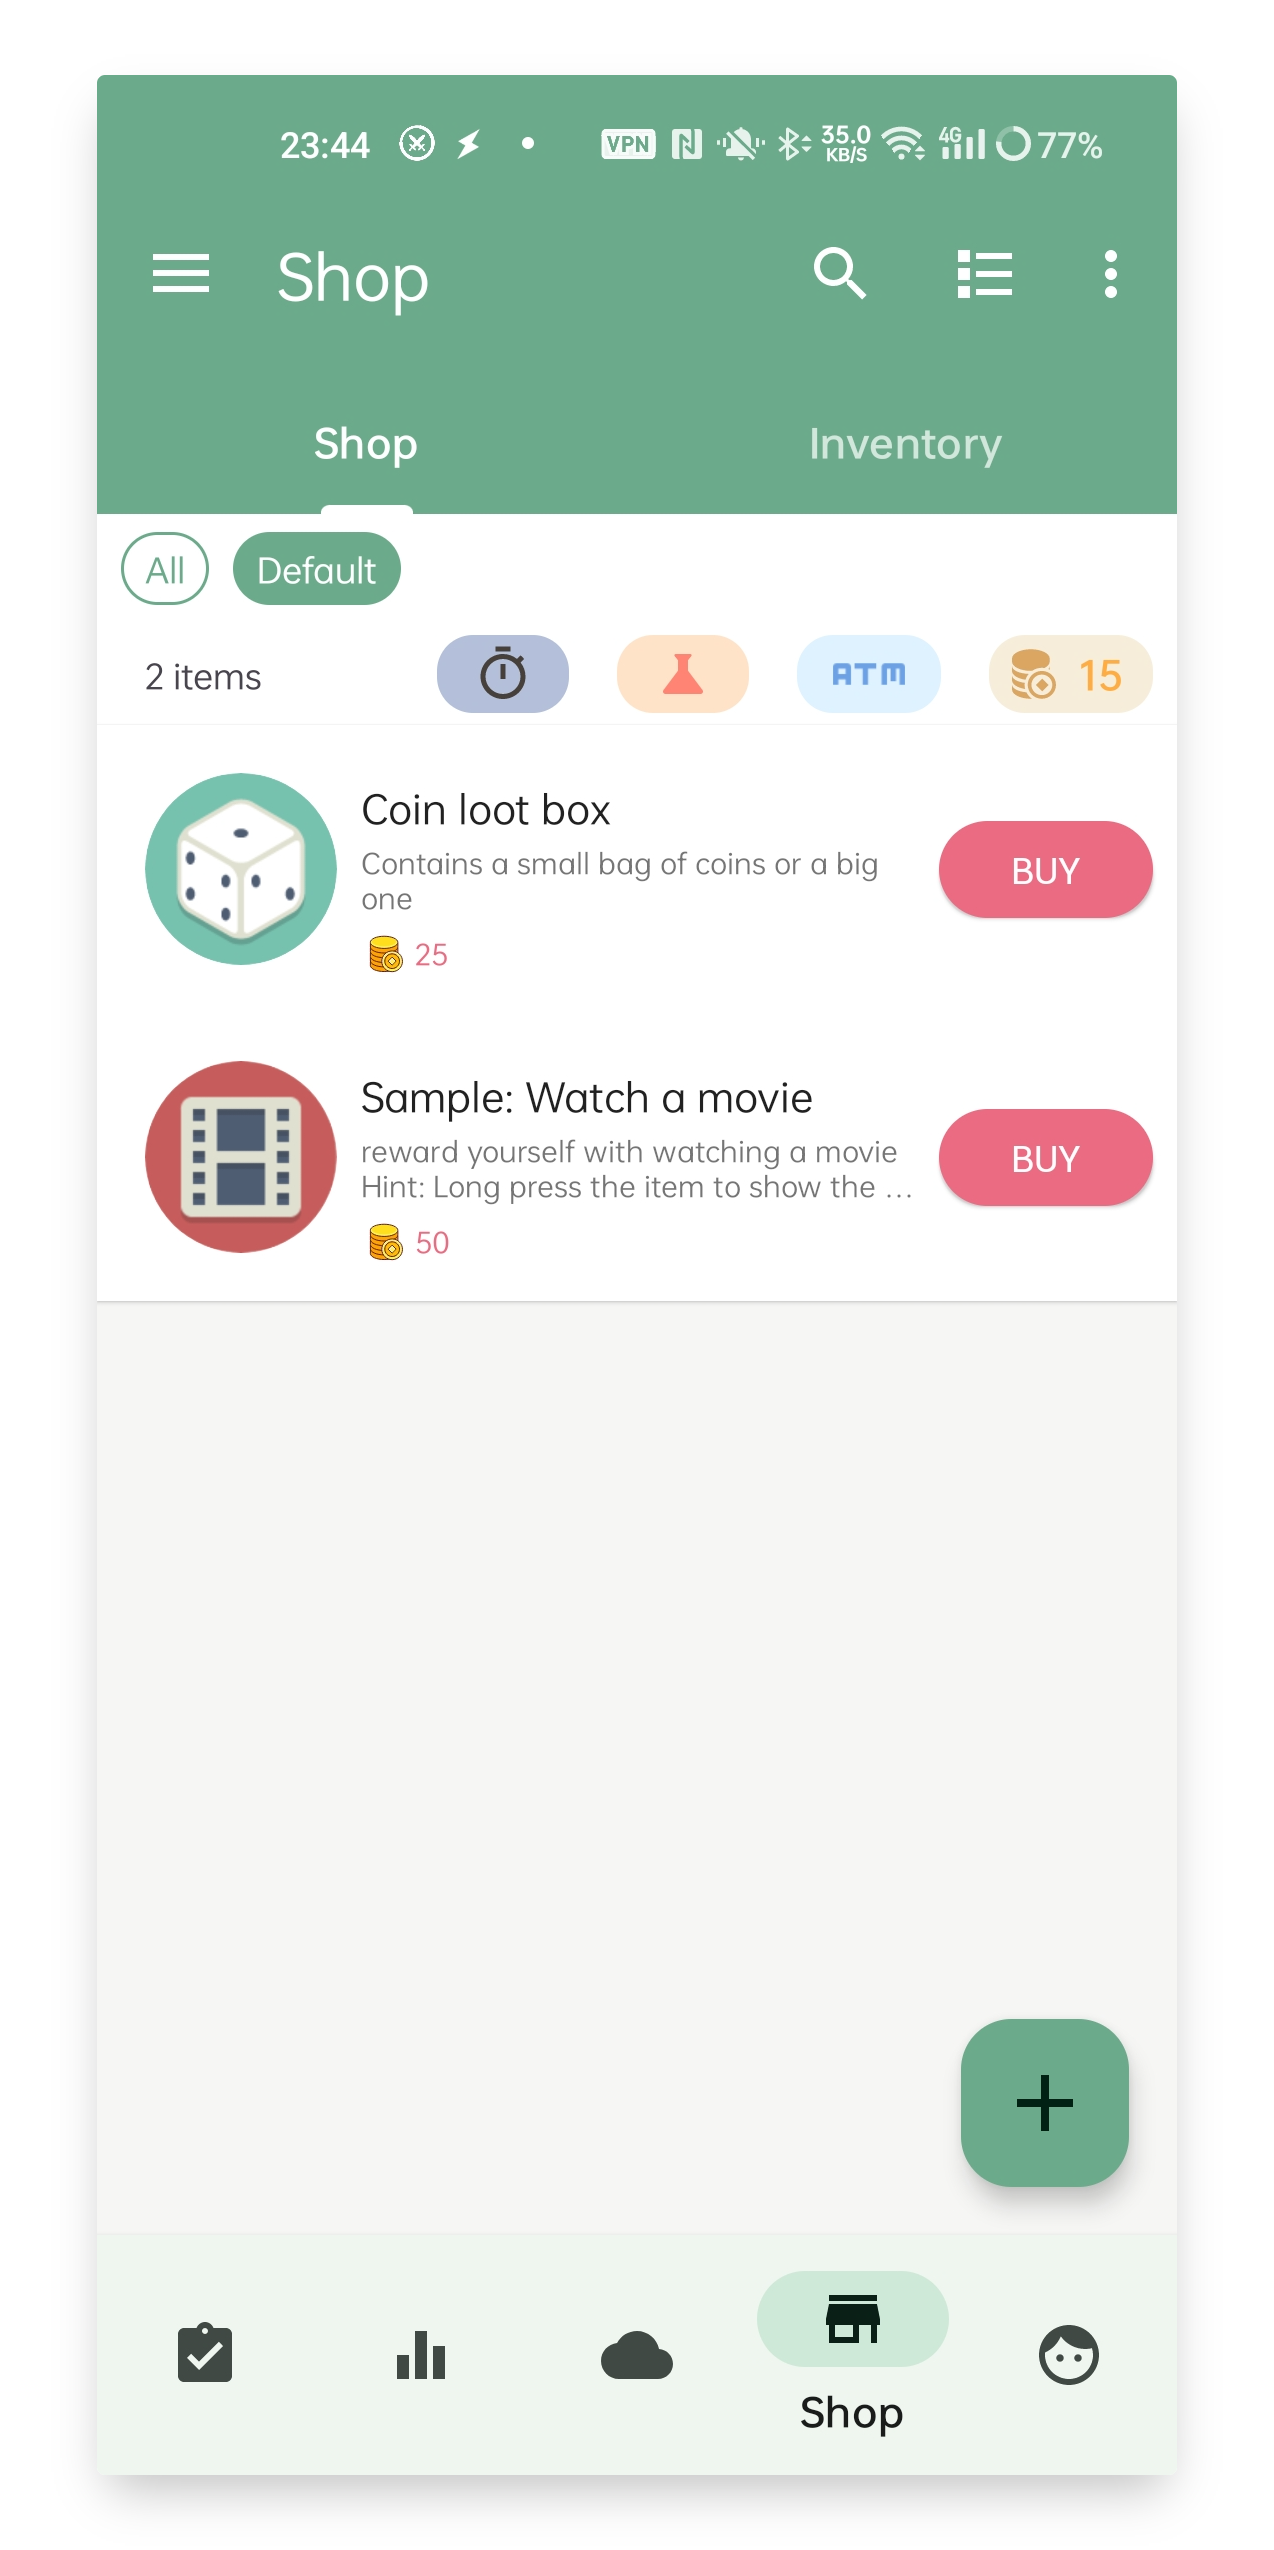 23:44 VPN 35.0 KB/S 4G 77%
Shop
Shop Inventory
All Default
2 items ATM 15
Coin loot box
Contains a small bag of coins or a big
one
BUY
25
Sample: Watch a movie
reward yourself with watching a movie
Hint: Long press the item to show the ...
BUY
50
Shop